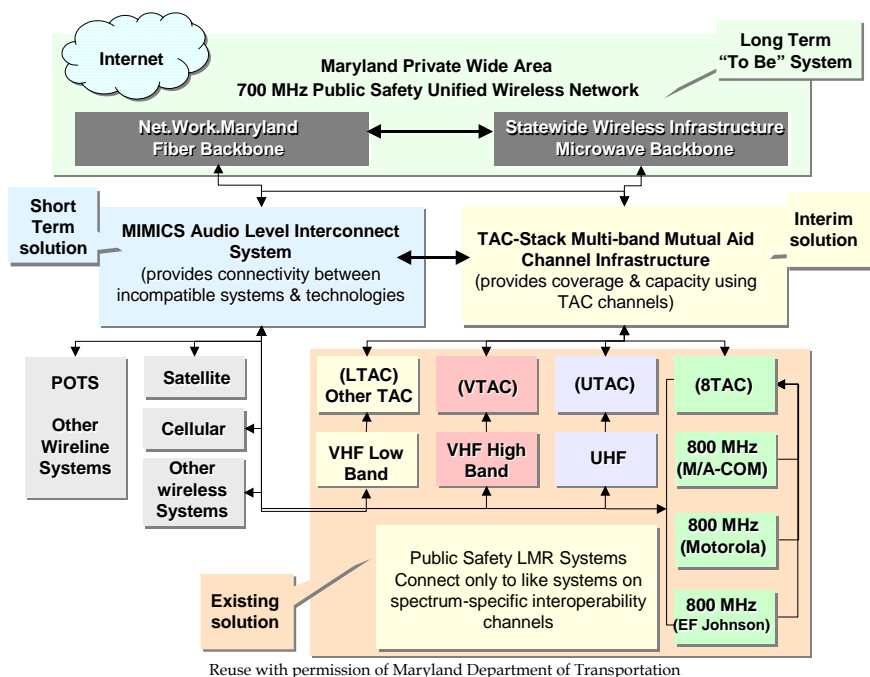 Internet
Maryland Private Wide Area
700 MHz Public Safety Unified Wireless Network
Long Term
“To Be” System
Net.Work.Maryland
Fiber Backbone
Statewide Wireless Infrastructure
Microwave Backbone
Short
Term
solution
MIMICS Audio Level Interconnect
System
(provides connectivity between
incompatible systems & technologies
TAC-Stack Multi-band Mutual Aid
Channel Infrastructure
(provides coverage & capacity using
TAC channels)
Interim
solution
POTS
Other
Wireline
Systems
Satellite
Cellular
Other
wireless
Systems
(LTAC)
Other TAC
(VTAC)
(UTAC)
(8TAC)
VHF Low
Band
VHF High
Band
UHF
800 MHz
(M/A-COM)
800 MHz
(Motorola)
800 MHz
(EF Johnson)
Existing
solution
Public Safety LMR Systems
Connect only to like systems on
spectrum-specific interoperability
channels
Reuse with permission of Maryland Department of Transportation